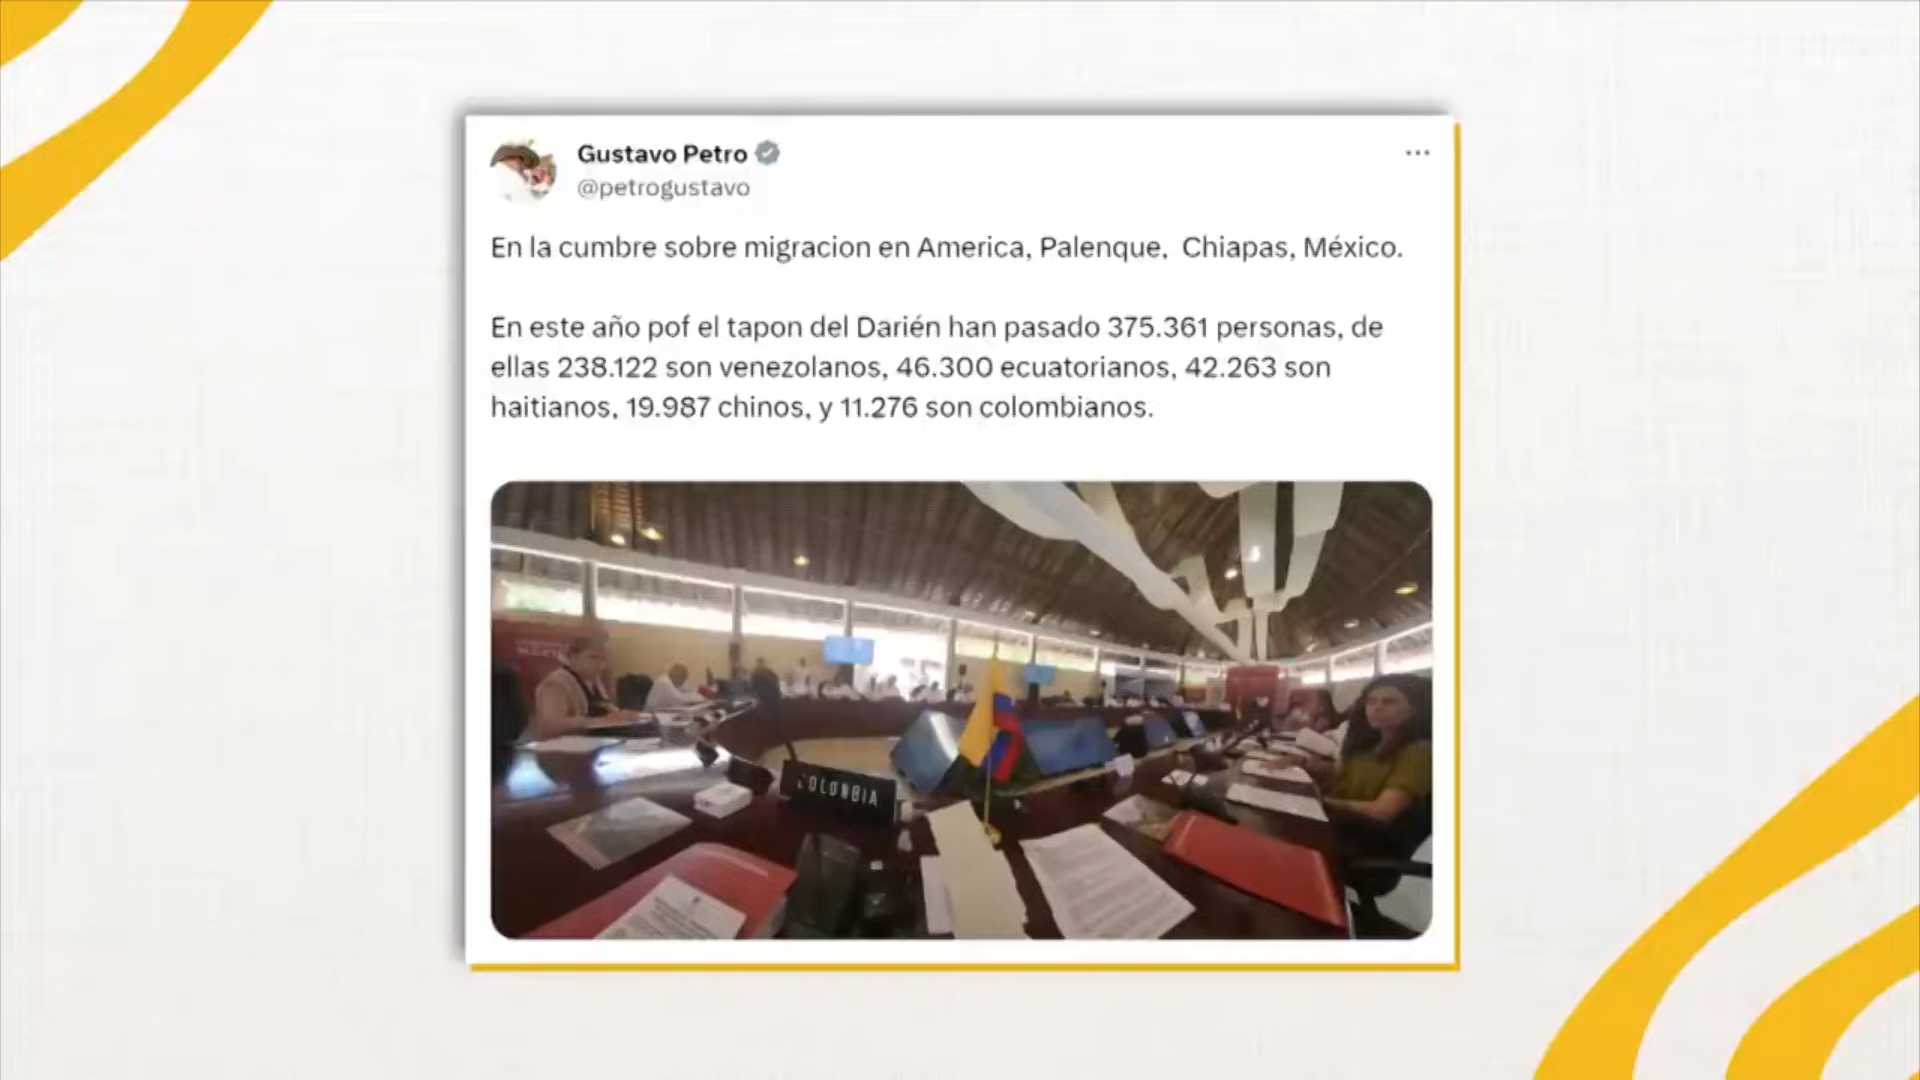 Gustavo Petro
@petrogustavo
En la cumbre sobre migracion en America, Palenque,  Chiapas, México.
En este año pof el tapon del Darién han pasado 375.361 personas, de
ellas 238.122 son venezolanos, 46.300 ecuatorianos, 42.263 son
haitianos, 19.987 chinos, y 11.276 son colombianos.
COLOMBIA